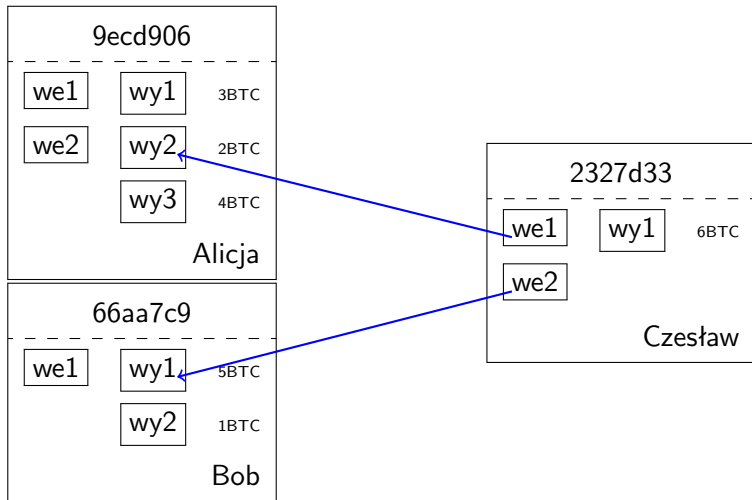 9ecd906
we1 wy1 3BTC
we2 wy2 2BTC
wy3 4BTC
Alicja
66aa7c9
we1 wy1 5BTC
wy2 1BTC
Bob
2327d33
we1 wy1 6BTC
we2
Czesław